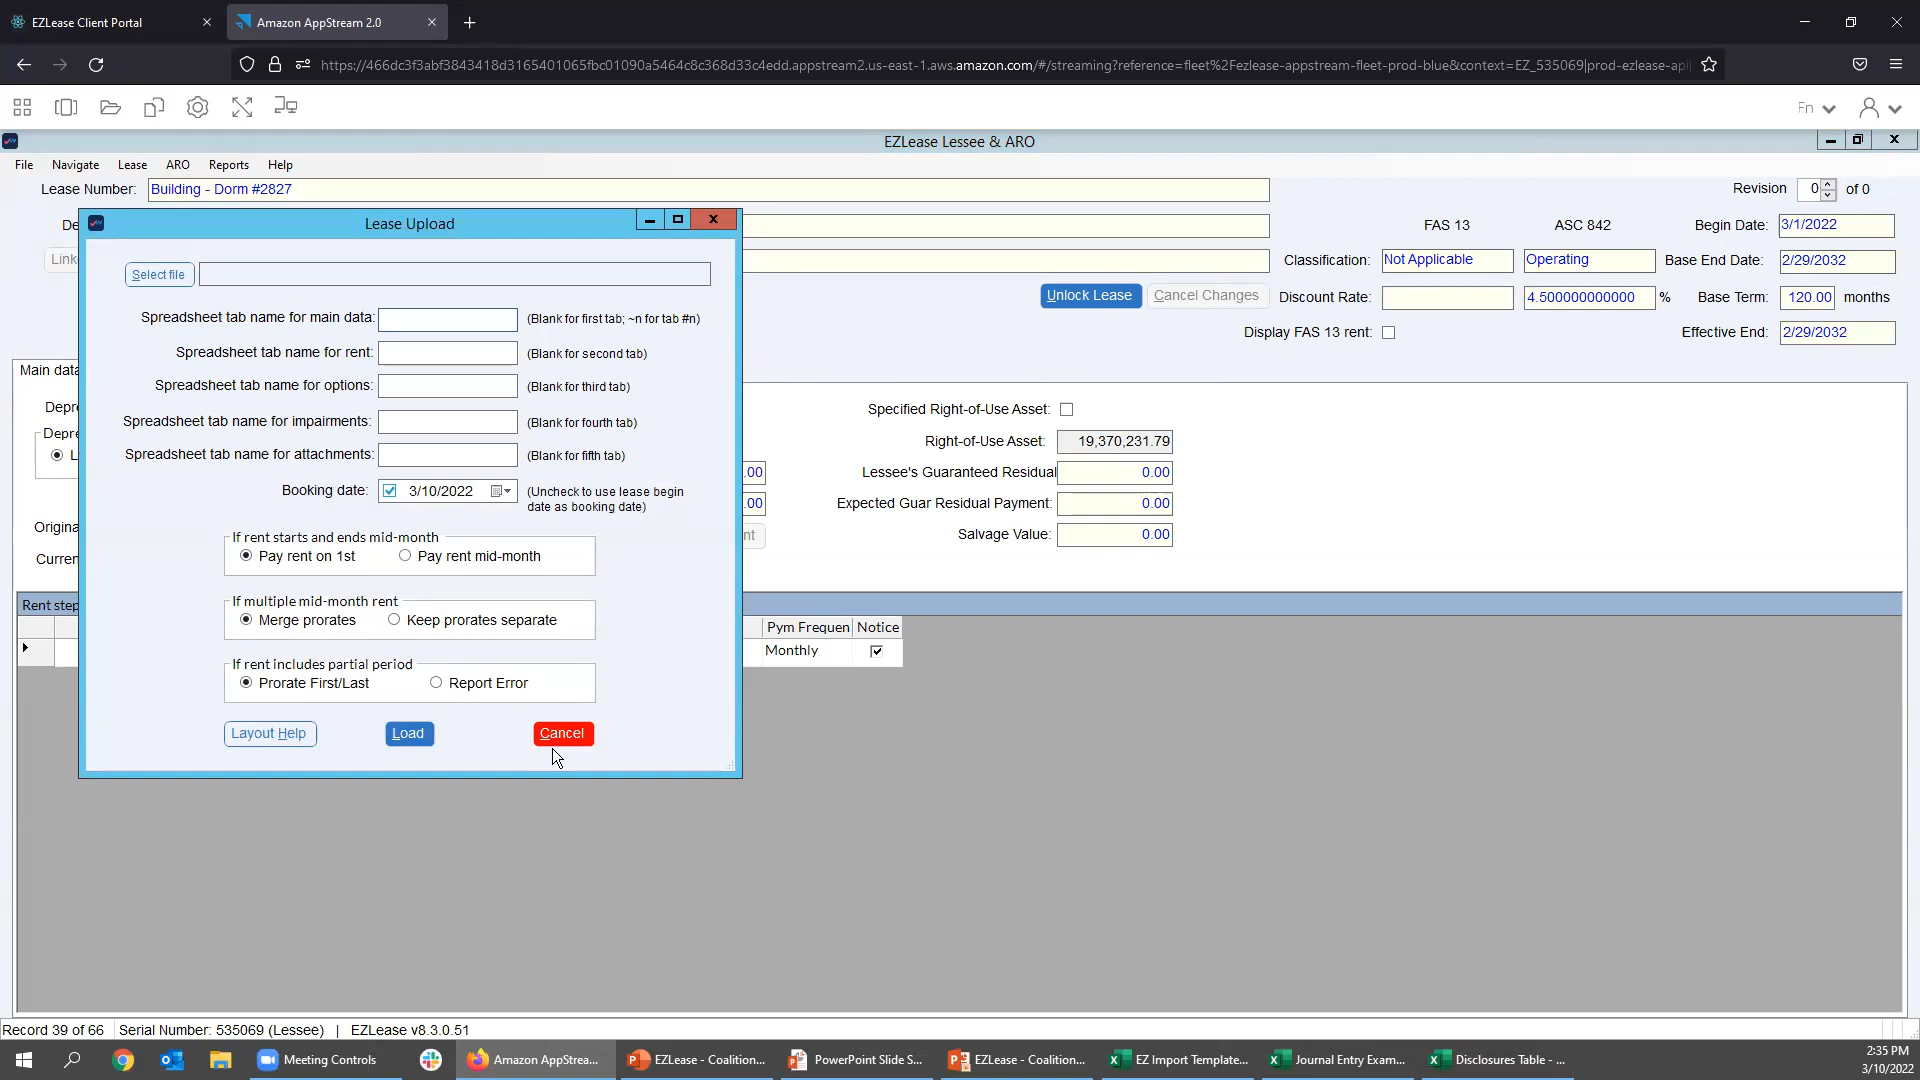 EZLease Client Portal
Amazon AppStream 2.0
https://466dc3f3abf3843418d3165401065fbc01090a5464c8c368d33c4edd.appstream2.us-east-1.aws.amazon.com/#/streaming?reference=fleet%2Fezlease-appstream-fleet-prod-blue&context=EZ_535069|prod-ezlease-api
Fn
EZLease Lessee & ARO
File Navigate Lease ARO Reports Help
Lease Number: Building - Dorm #2827
Revision 0 of 0
Lease Upload
De
FAS 13 ASC 842 Begin Date: 3/1/2022
Link
Classification: Not Applicable Operating Base End Date: 2/29/2032
Select file
Unlock Lease Cancel Changes Discount Rate: 4.500000000000 % Base Term: 120.00 months
Spreadsheet tab name for main data: (Blank for first tab; ~n for tab #n)
Display FAS 13 rent: Effective End: 2/29/2032
Spreadsheet tab name for rent: (Blank for second tab)
Main data
Spreadsheet tab name for options: (Blank for third tab)
Depre
Specified Right-of-Use Asset:
Spreadsheet tab name for impairments: (Blank for fourth tab)
Depre
Right-of-Use Asset: 19,370,231.79
Spreadsheet tab name for attachments: (Blank for fifth tab)
L
.00 Lessee's Guaranteed Residual 0.00
Booking date: 3/10/2022 (Uncheck to use lease begin
date as booking date)
.00 Expected Guar Residual Payment: 0.00
Origina
nt Salvage Value: 0.00
If rent starts and ends mid-month
Pay rent on 1st Pay rent mid-month
Curren
If multiple mid-month rent
Rent step
Merge prorates Keep prorates separate
Pym Frequen Notice
Monthly
If rent includes partial period
Prorate First/Last Report Error
Layout Help Load Cancel
Record 39 of 66 Serial Number: 535069 (Lessee) | EZLease v8.3.0.51
Meeting Controls
Amazon AppStrea...
EZLease - Coalition...
PowerPoint Slide S...
EZLease - Coalition...
EZ Import Template...
Journal Entry Exam...
Disclosures Table - ...
2:35 PM
3/10/2022